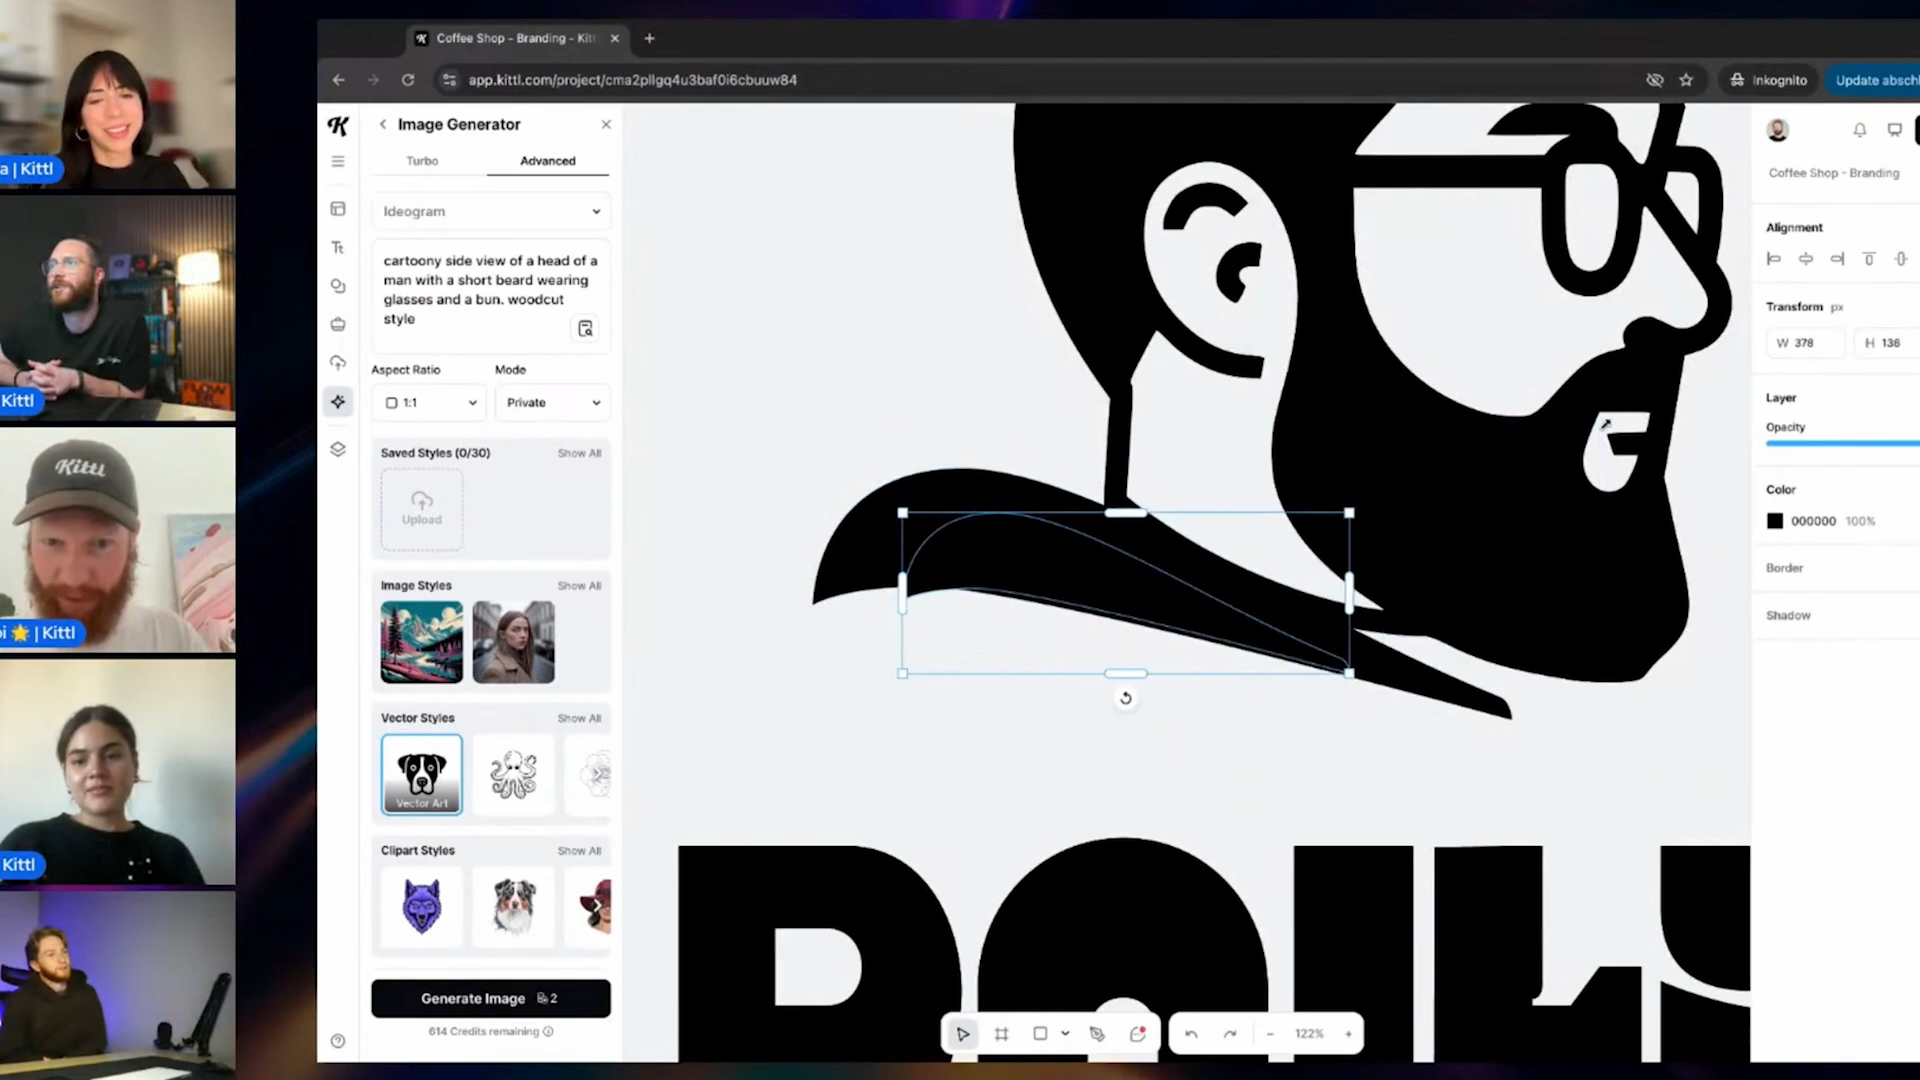 a | Kittl
Kittl
Kittl
oi 🌟 | Kittl
Kittl
Coffee Shop - Branding - Kitt
app.kittl.com/project/cma2pllgq4u3baf0i6cbuuw84
Inkognito
Update abschl
Image Generator
Turbo
Advanced
Ideogram
cartoony side view of a head of a
man with a short beard wearing
glasses and a bun. woodcut
style
Aspect Ratio
Mode
1:1
Private
Saved Styles (0/30)
Show All
Upload
Image Styles
Show All
Vector Styles
Show All
Vector Art
Clipart Styles
Show All
Generate Image 2
614 Credits remaining
122%
Coffee Shop - Branding
Alignment
Transform px
W 378
H 136
Layer
Opacity
Color
000000 100%
Border
Shadow